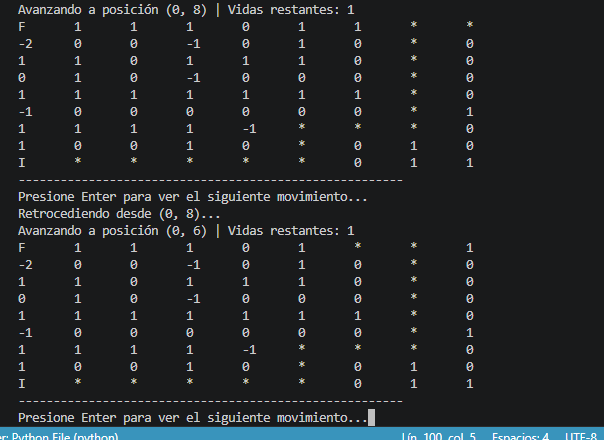 Avanzando a posición (0, 8) | Vidas restantes: 1
F 1 1 1 0 1 1 * *
-2 0 0 -1 0 1 0 * 0
1 1 0 1 1 1 0 * 0
0 1 0 -1 0 0 0 * 0
1 1 1 1 1 1 1 * 0
-1 0 0 0 0 0 0 * 1
1 1 1 1 -1 * * * 0
1 0 0 1 0 * 0 1 0
I * * * * * 0 1 1
-------------------------------------------------------
Presione Enter para ver el siguiente movimiento...
Retrocediendo desde (0, 8)...
Avanzando a posición (0, 6) | Vidas restantes: 1
F 1 1 1 0 1 * * 1
-2 0 0 -1 0 1 0 * 0
1 1 0 1 1 1 0 * 0
0 1 0 -1 0 0 0 * 0
1 1 1 1 1 1 1 * 0
-1 0 0 0 0 0 0 * 1
1 1 1 1 -1 * * * 0
1 0 0 1 0 * 0 1 0
I * * * * * 0 1 1
-------------------------------------------------------
Presione Enter para ver el siguiente movimiento...
r: Python File (python) Lín. 100, col. 5 Espacios: 4 UTF-8